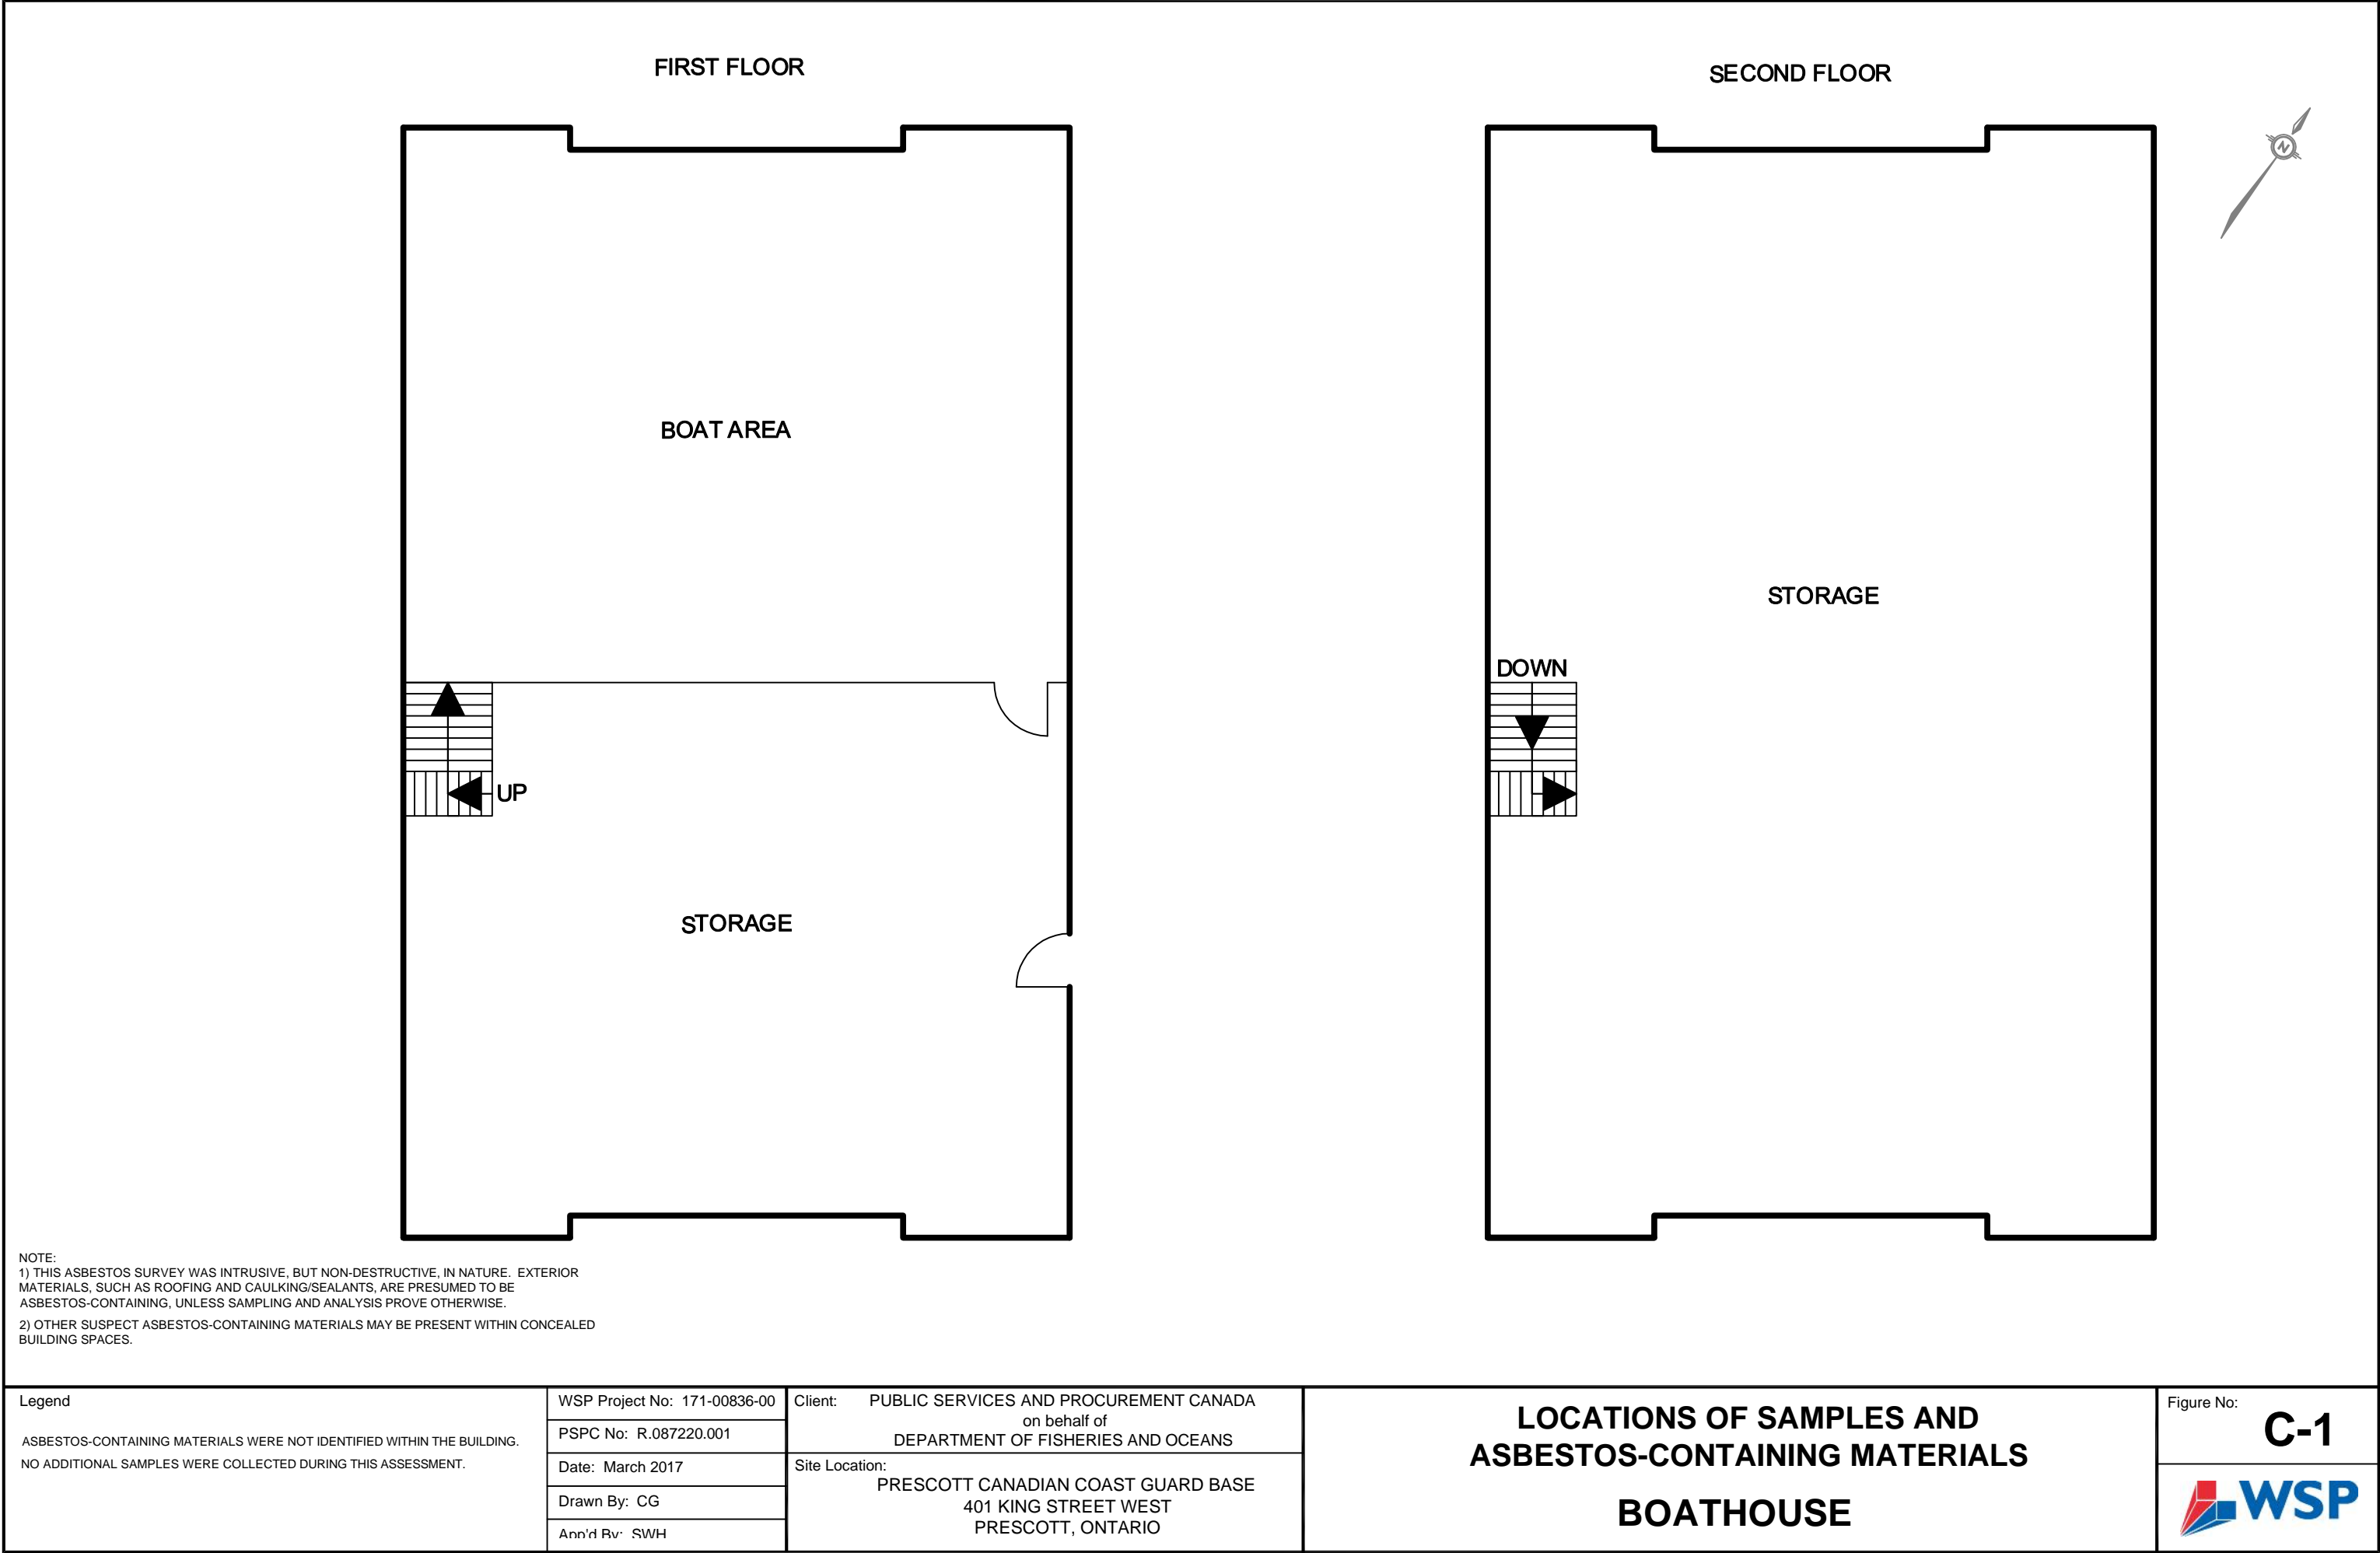 FIRST FLOOR
SECOND FLOOR
N
BOAT AREA
STORAGE
DOWN
UP
STORAGE
NOTE:
1) THIS ASBESTOS SURVEY WAS INTRUSIVE, BUT NON-DESTRUCTIVE, IN NATURE. EXTERIOR
MATERIALS, SUCH AS ROOFING AND CAULKING/SEALANTS, ARE PRESUMED TO BE
ASBESTOS-CONTAINING, UNLESS SAMPLING AND ANALYSIS PROVE OTHERWISE.
2) OTHER SUSPECT ASBESTOS-CONTAINING MATERIALS MAY BE PRESENT WITHIN CONCEALED
BUILDING SPACES.
Legend
ASBESTOS-CONTAINING MATERIALS WERE NOT IDENTIFIED WITHIN THE BUILDING.
NO ADDITIONAL SAMPLES WERE COLLECTED DURING THIS ASSESSMENT.
WSP Project No: 171-00836-00
PSPC No: R.087220.001
Date: March 2017
Drawn By: CG
App'd By: SWH
Client: PUBLIC SERVICES AND PROCUREMENT CANADA
on behalf of
DEPARTMENT OF FISHERIES AND OCEANS
Site Location:
PRESCOTT CANADIAN COAST GUARD BASE
401 KING STREET WEST
PRESCOTT, ONTARIO
LOCATIONS OF SAMPLES AND
ASBESTOS-CONTAINING MATERIALS
BOATHOUSE
Figure No:
C-1
WSP